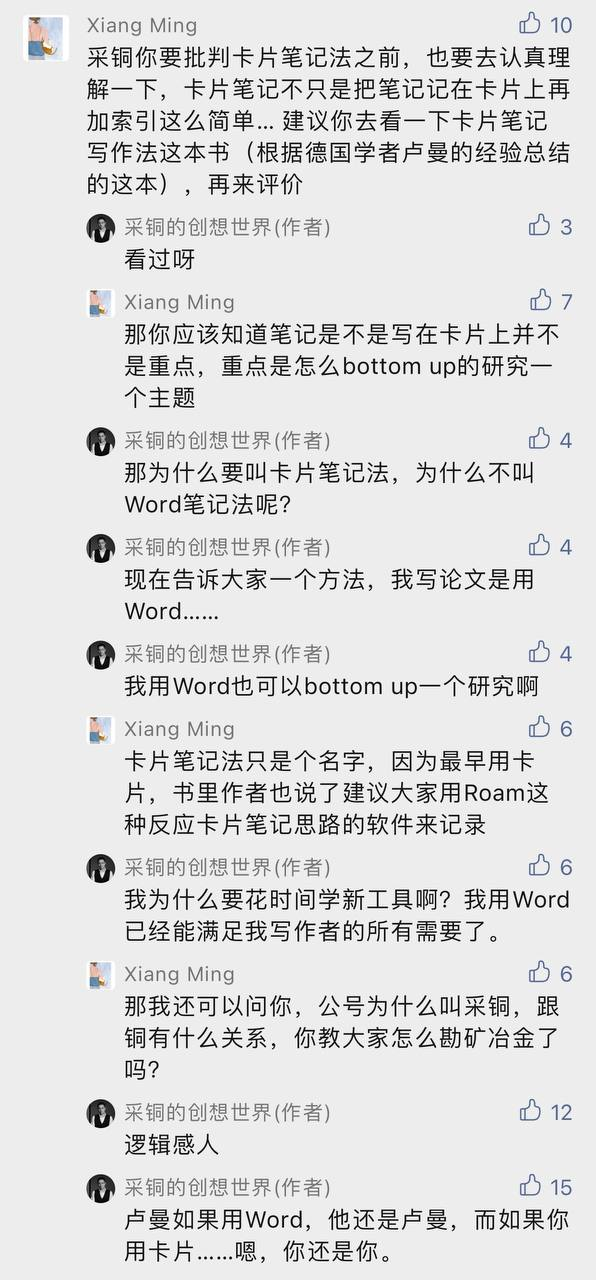 Xiang Ming 10
采铜你要批判卡片笔记法之前，也要去认真理
解一下，卡片笔记不只是把笔记记在卡片上再
加索引这么简单... 建议你去看一下卡片笔记
写作法这本书（根据德国学者卢曼的经验总结
的这本），再来评价
采铜的创想世界(作者) 3
看过呀
Xiang Ming 7
那你应该知道笔记是不是写在卡片上并不
是重点，重点是怎么bottom up的研究一
个主题
采铜的创想世界(作者) 4
那为什么要叫卡片笔记法，为什么不叫
Word笔记法呢？
采铜的创想世界(作者) 4
现在告诉大家一个方法，我写论文是用
Word……
采铜的创想世界(作者) 4
我用Word也可以bottom up一个研究啊
Xiang Ming 6
卡片笔记法只是个名字，因为最早用卡
片，书里作者也说了建议大家用Roam这
种反应卡片笔记思路的软件来记录
采铜的创想世界(作者) 6
我为什么要花时间学新工具啊？我用Word
已经能满足我写作者的所有需要了。
Xiang Ming 6
那我还可以问你，公号为什么叫采铜，跟
铜有什么关系，你教大家怎么勘矿冶金了
吗？
采铜的创想世界(作者) 12
逻辑感人
采铜的创想世界(作者) 15
卢曼如果用Word，他还是卢曼，而如果你
用卡片……嗯，你还是你。